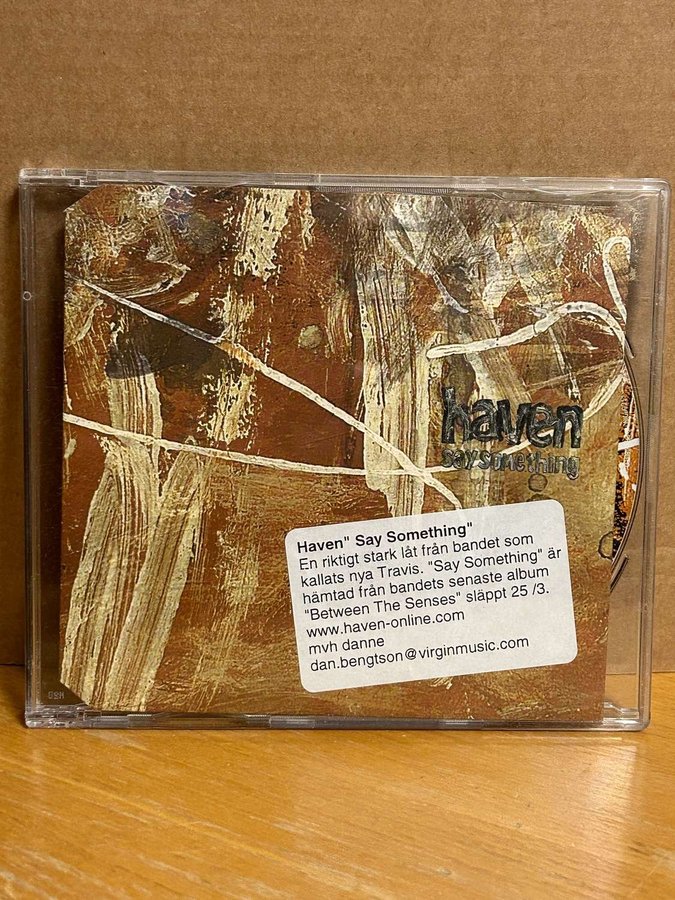 haven
say something
Haven" Say Something"
En riktigt stark låt från bandet som
kallats nya Travis. "Say Something" är
hämtad från bandets senaste album
"Between The Senses" släppt 25 /3.
www.haven-online.com
mvh danne
dan.bengtson@virginmusic.com